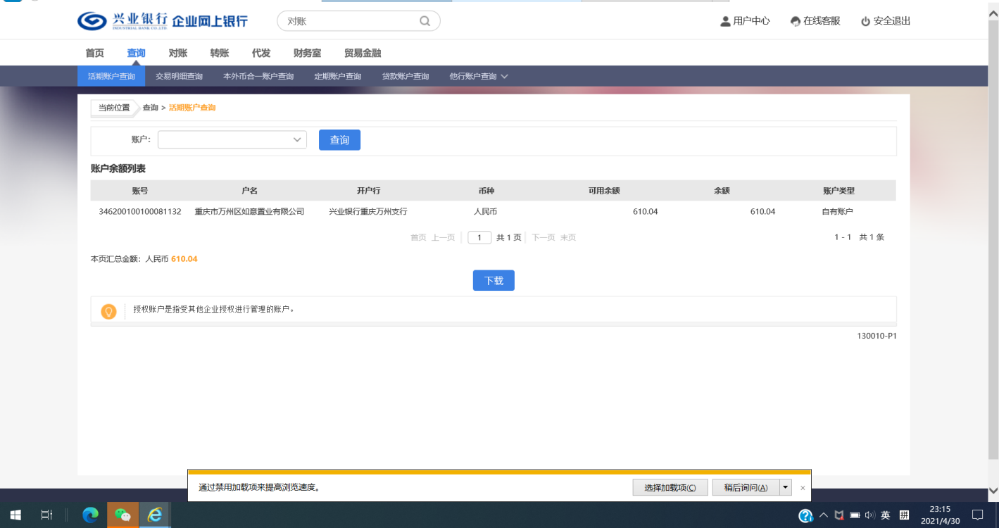 兴业银行 企业网上银行 对账 用户中心 在线客服 安全退出
INDUSTRIAL BANK CO.,LTD.
首页 查询 对账 转账 代发 财务室 贸易金融
活期账户查询 交易明细查询 本外币合一账户查询 定期账户查询 贷款账户查询 他行账户查询
当前位置 查询 > 活期账户查询
账户: 查询
账户余额列表
账号 户名 开户行 币种 可用余额 余额 账户类型
346200100100081132 重庆市万州区如意置业有限公司 兴业银行重庆万州支行 人民币 610.04 610.04 自有账户
首页 上一页 1 共 1 页 下一页 末页 1 - 1 共 1 条
本页汇总金额: 人民币 610.04
下载
授权账户是指受其他企业授权进行管理的账户。
130010-P1
通过禁用加载项来提高浏览速度。 选择加载项(C) 稍后询问(A) ×
英 拼 23:15
2021/4/30